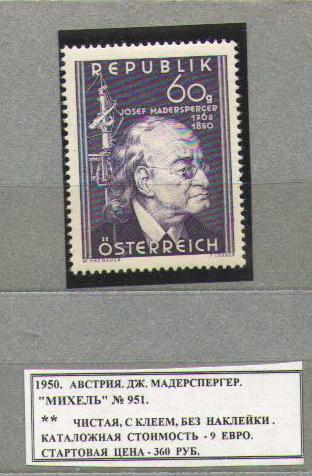 REPUBLIK
60g
JOSEF MADERSPERGER
1768
1850
ÖSTERREICH
1950. АВСТРИЯ. ДЖ. МАДЕРСПЕРГЕР.
"МИХЕЛЬ" № 951.
** ЧИСТАЯ, С КЛЕЕМ, БЕЗ НАКЛЕЙКИ.
КАТАЛОЖНАЯ СТОИМОСТЬ - 9 ЕВРО.
СТАРТОВАЯ ЦЕНА - 360 РУБ.